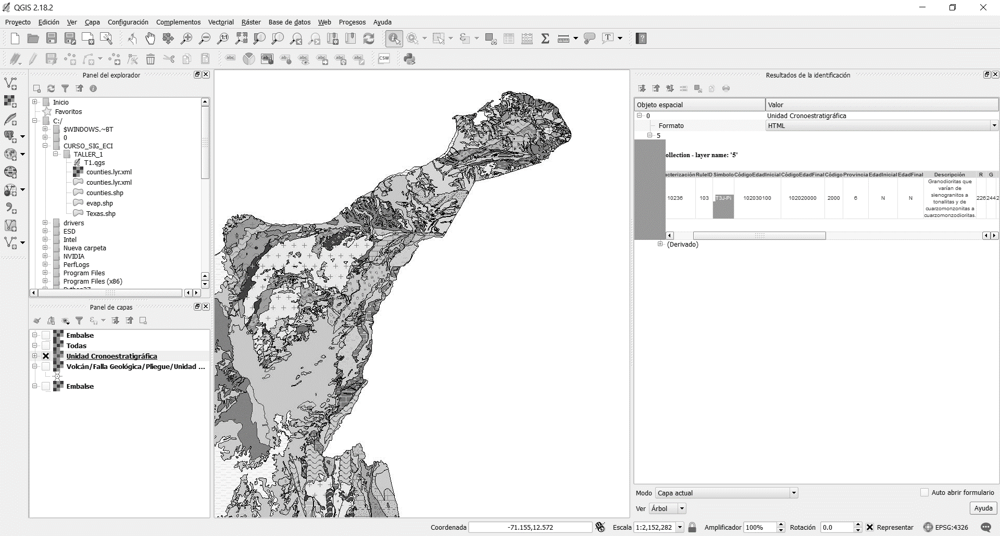 QGIS 2.18.2
Proyecto Edición Ver Capa Configuración Complementos Vectorial Ráster Base de datos Web Procesos Ayuda
Panel del explorador
Inicio
Favoritos
C:/
$WINDOWS.~BT
0
CURSO_SIG_ECI
TALLER_1
T1.qgs
counties.lyr.xml
counties.lyr.xml
counties.shp
evap.shp
Texas.shp
drivers
ESD
Intel
Nueva carpeta
NVIDIA
PerfLogs
Program Files
Program Files (x86)
Panel de capas
Embalse
Todas
Unidad Cronoestratigráfica
Volcán/Falla Geológica/Pliegue/Unidad ...
Embalse
Resultados de la identificación
Objeto espacial Valor
0 Unidad Cronoestratigráfica
Formato HTML
5
ollection - layer name: '5'
acterización RuleID Simbolo CódigoEdadInicial CódigoEdadFinal Código Provincia EdadInicial EdadFinal Descripción R G
10236 103 T3J-Pi 102030100 102020000 2000 6 N N Granodioritas que
varían de
sienogranitos a
tonalitas y de
cuarzomonzonitas a
cuarzomonzodioritas.
226 244 2
(Derivado)
Modo Capa actual Auto abrir formulario
Ver Árbol Ayuda
Coordenada -71.155,12.572 Escala 1:2,152,282 Amplificador 100% Rotación 0.0 Representar EPSG:4326